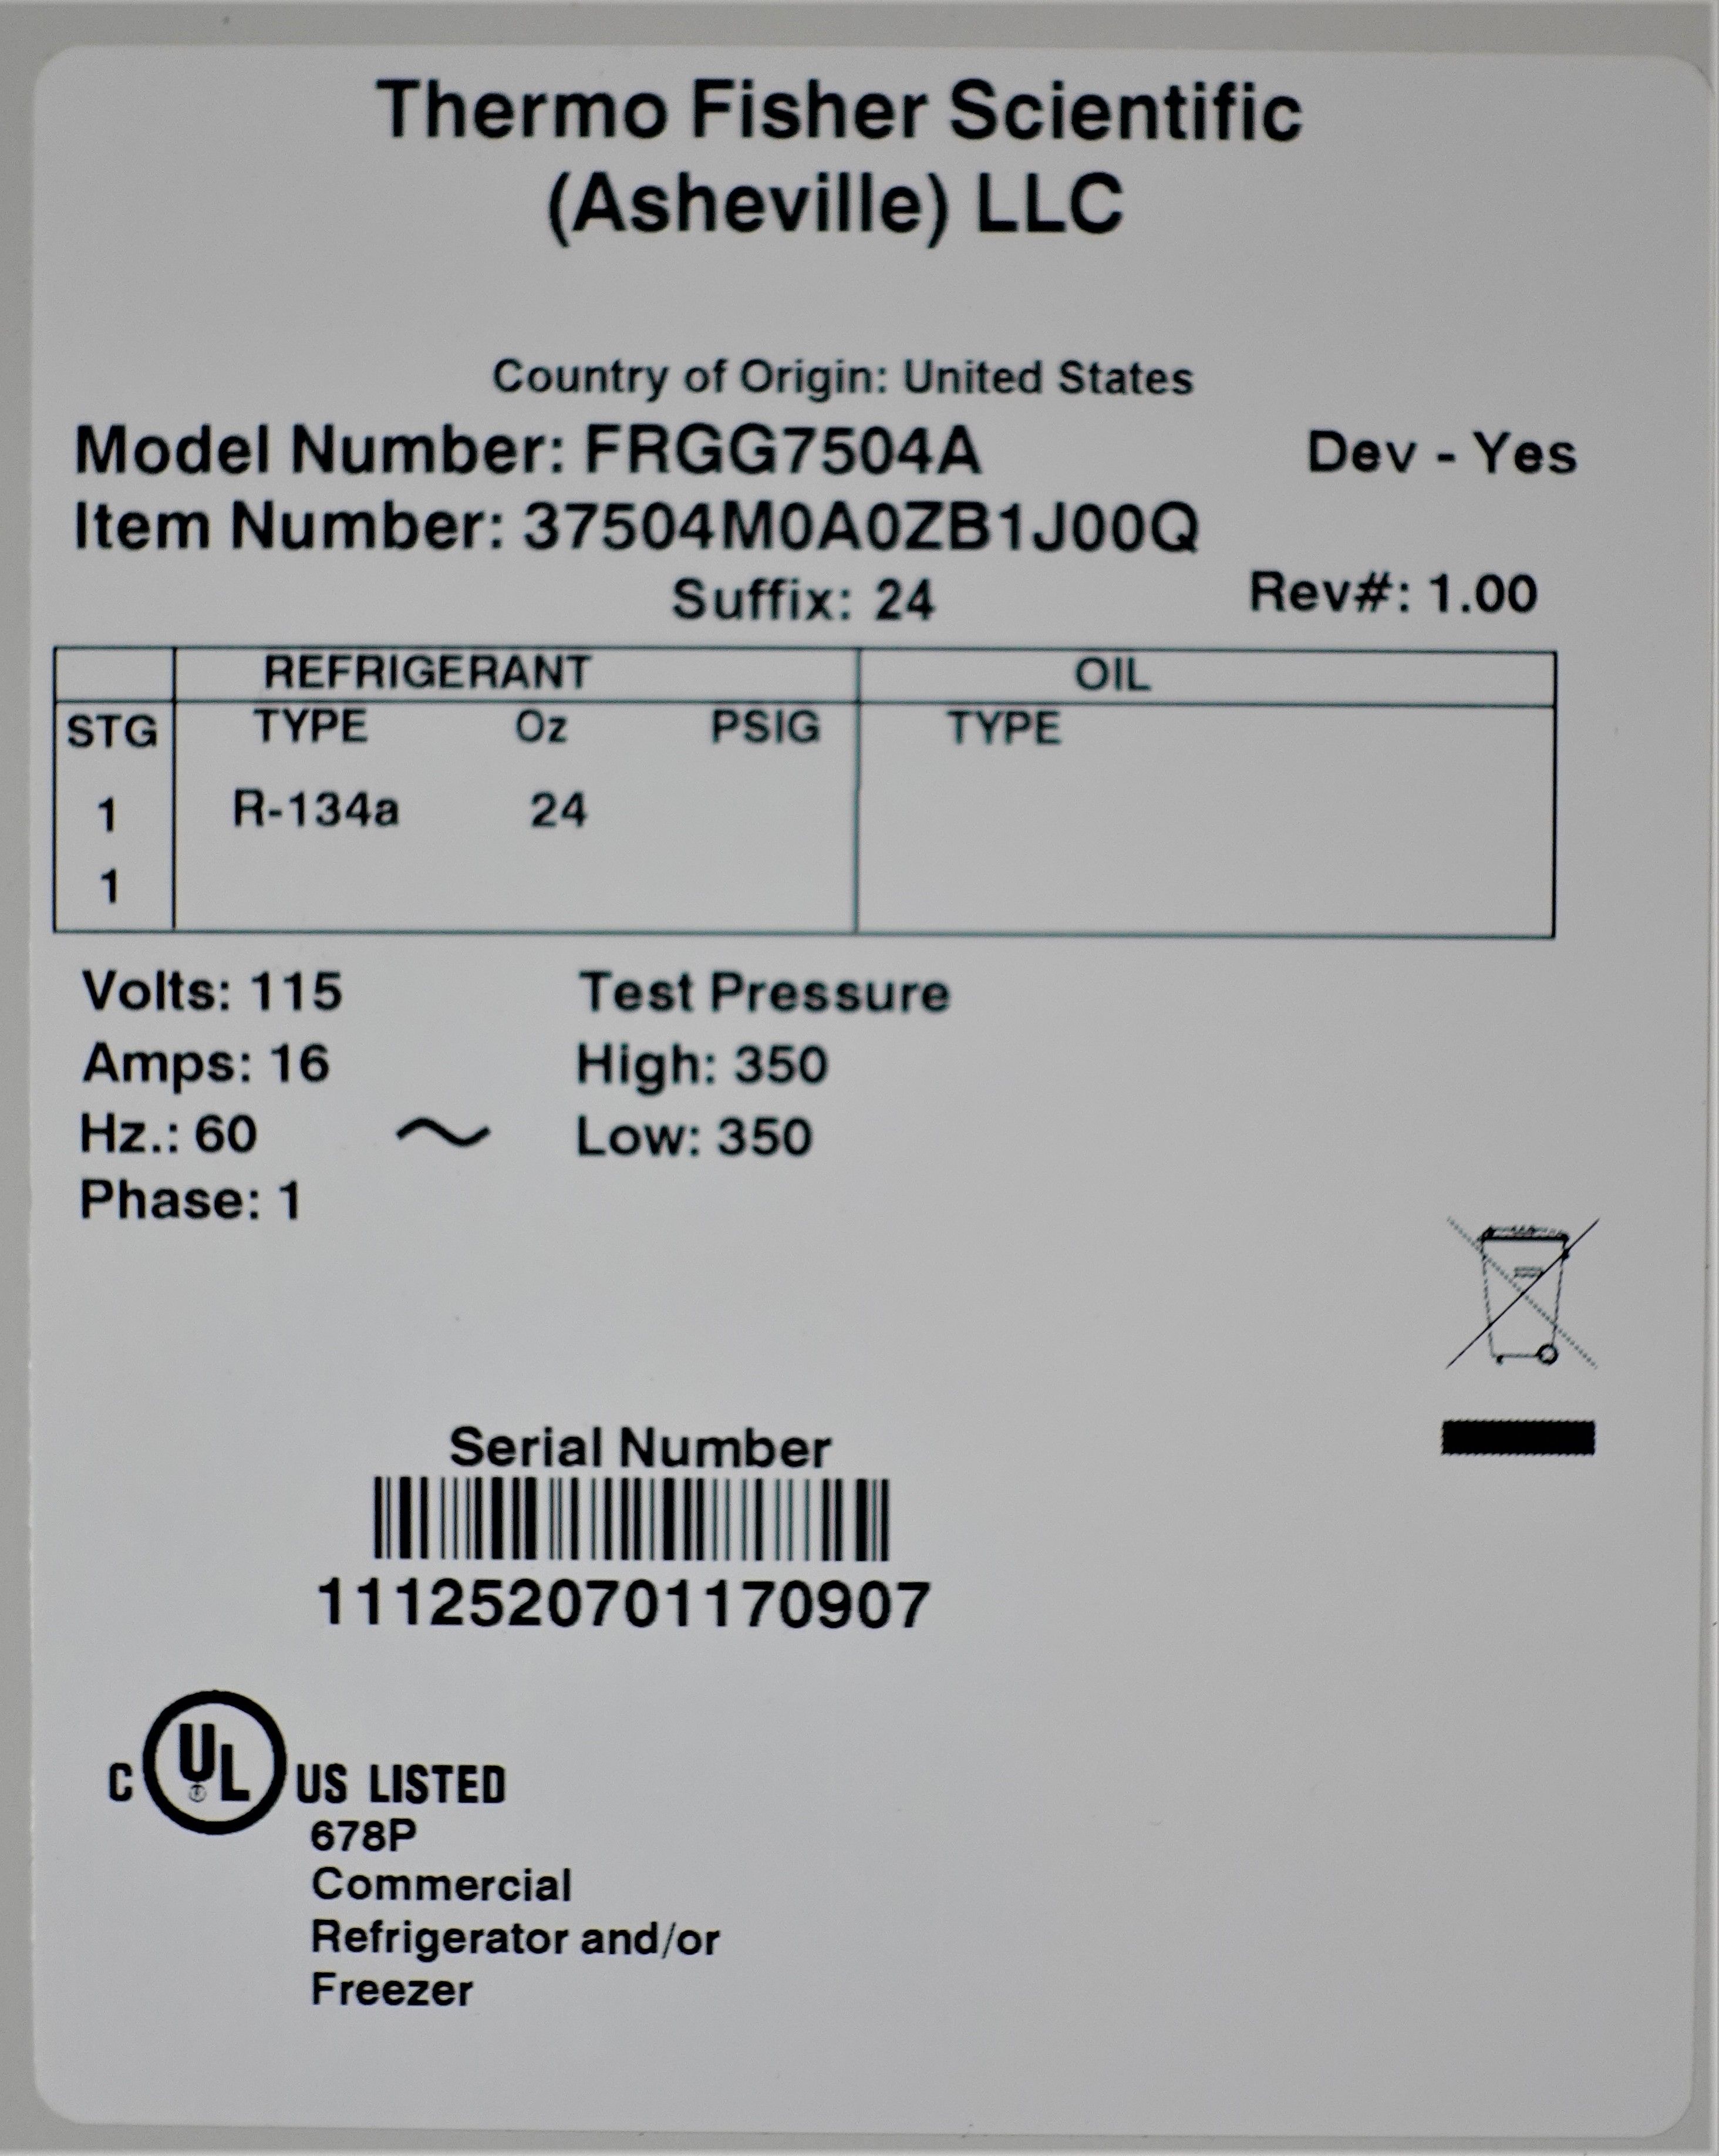 Thermo Fisher Scientific
(Asheville) LLC
Country of Origin: United States
Model Number: FRGG7504A Dev - Yes
Item Number: 37504M0A0ZB1J00Q
Suffix: 24 Rev#: 1.00
REFRIGERANT OIL
STG TYPE Oz PSIG TYPE
1 R-134a 24
1
Volts: 115 Test Pressure
Amps: 16 High: 350
Hz.: 60 ~ Low: 350
Phase: 1
Serial Number
1112520701170907
C UL ® US LISTED
678P
Commercial
Refrigerator and/or
Freezer